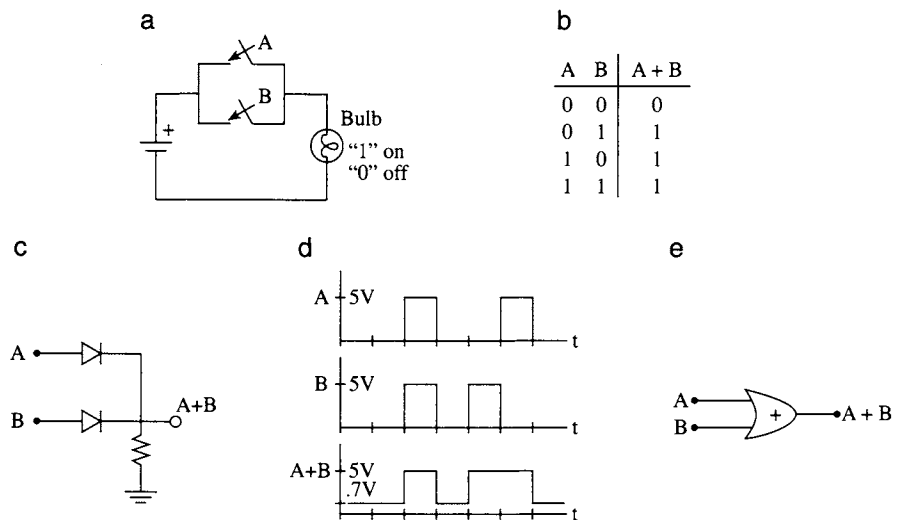 a
A
B
+
Bulb
“1” on
“0” off
b
A B A + B
0 0 0
0 1 1
1 0 1
1 1 1
c
A
B
A+B
d
A 5V
t
B 5V
t
A+B 5V
.7V
t
e
A
B
+
A + B